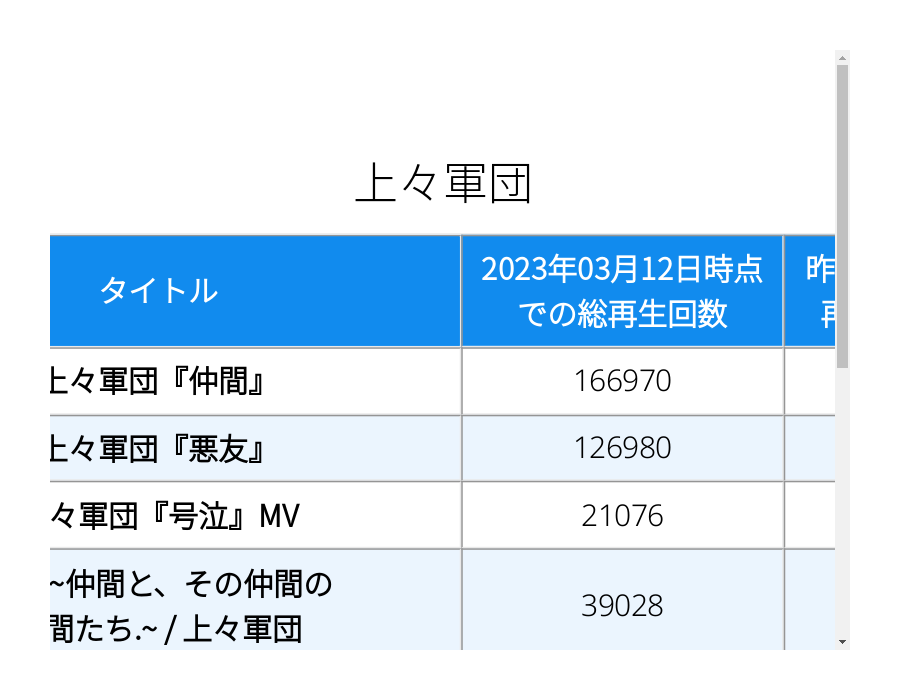 上々軍団
タイトル
2023年03月12日時点
での総再生回数
昨
上々軍団『仲間』
166970
上々軍団『悪友』
126980
々軍団『号泣』MV
21076
~仲間と、その仲間の
間たち.~ / 上々軍団
39028